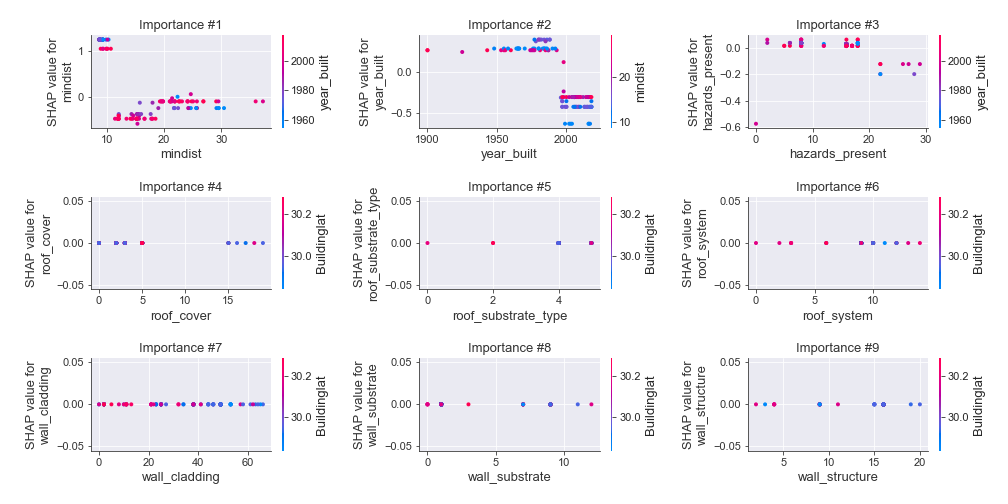 Importance #1
SHAP value for
mindist
1
0
10
20
30
mindist
2000
1980
1960
year_built
Importance #2
SHAP value for
year_built
0.0
−0.5
1900
1950
2000
year_built
20
10
mindist
Importance #3
SHAP value for
hazards_present
0.0
−0.2
−0.4
−0.6
0
10
20
30
hazards_present
2000
1980
1960
year_built
Importance #4
SHAP value for
roof_cover
0.05
0.00
−0.05
0
5
10
15
roof_cover
30.2
30.0
Buildinglat
Importance #5
SHAP value for
roof_substrate_type
0.05
0.00
−0.05
0
2
4
roof_substrate_type
30.2
30.0
Buildinglat
Importance #6
SHAP value for
roof_system
0.05
0.00
−0.05
0
5
10
roof_system
30.2
30.0
Buildinglat
Importance #7
SHAP value for
wall_cladding
0.05
0.00
−0.05
0
20
40
60
wall_cladding
30.2
30.0
Buildinglat
Importance #8
SHAP value for
wall_substrate
0.05
0.00
−0.05
0
5
10
wall_substrate
30.2
30.0
Buildinglat
Importance #9
SHAP value for
wall_structure
0.05
0.00
−0.05
5
10
15
20
wall_structure
30.2
30.0
Buildinglat